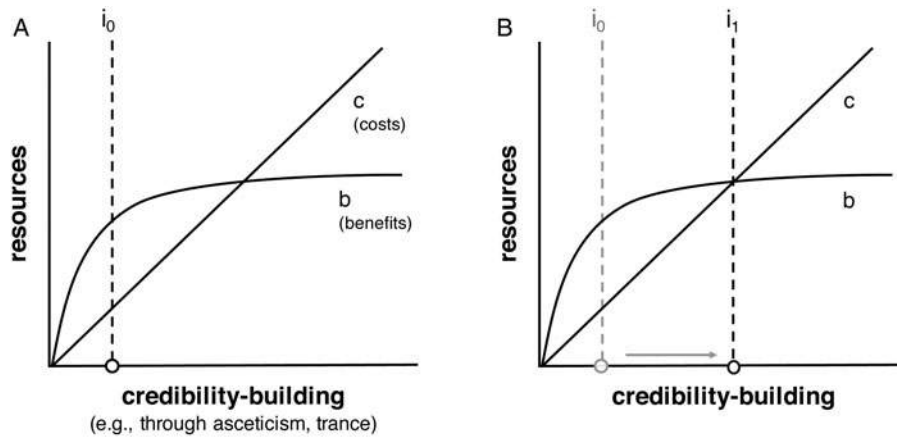 A
i0
resources
c
(costs)
b
(benefits)
credibility-building
(e.g., through asceticism, trance)
B
i0
i1
resources
c
b
credibility-building